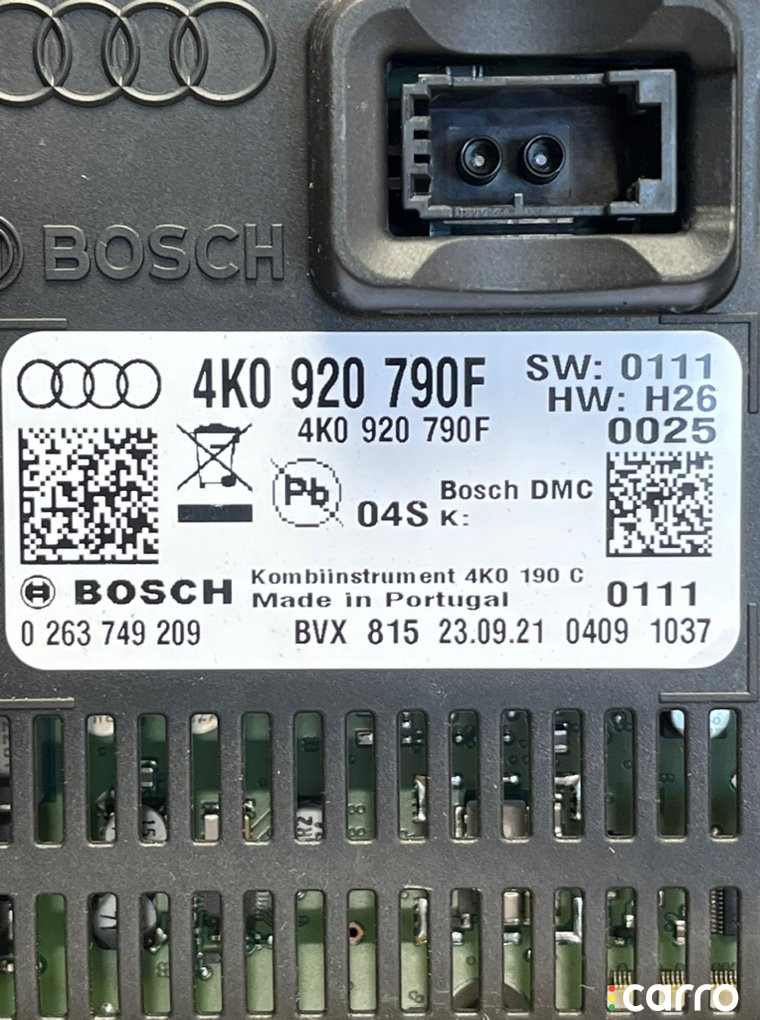 BOSCH
4K0 920 790F
SW: 0111
HW: H26
4K0 920 790F
0025
Pb
04S
Bosch DMC
K:
BOSCH
Kombiinstrument 4K0 190 C
Made in Portugal
0111
0 263 749 209
BVX 815 23.09.21 0409 1037
R2
carro